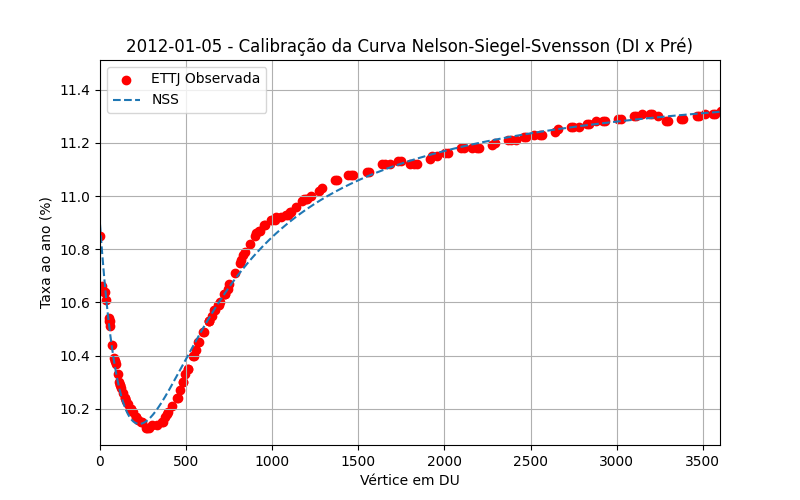 2012-01-05 - Calibração da Curva Nelson-Siegel-Svensson (DI x Pré)
ETTJ Observada
NSS
Taxa ao ano (%)
11.4
11.2
11.0
10.8
10.6
10.4
10.2
0 500 1000 1500 2000 2500 3000 3500
Vértice em DU